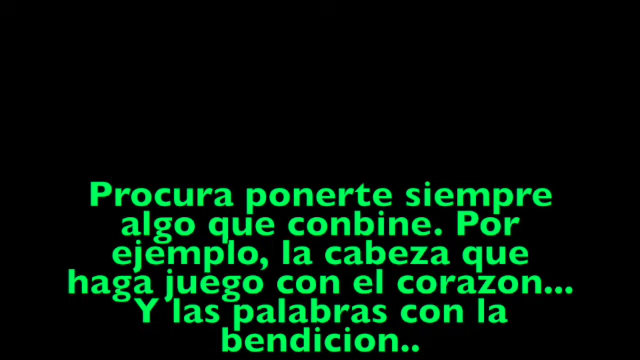 Procura ponerte siempre
algo que conbine. Por
ejemplo, la cabeza que
haga juego con el corazon...
Y las palabras con la
bendicion..